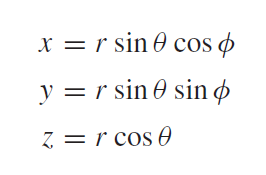 x = r sin θ cos ϕ
y = r sin θ sin ϕ
z = r cos θ